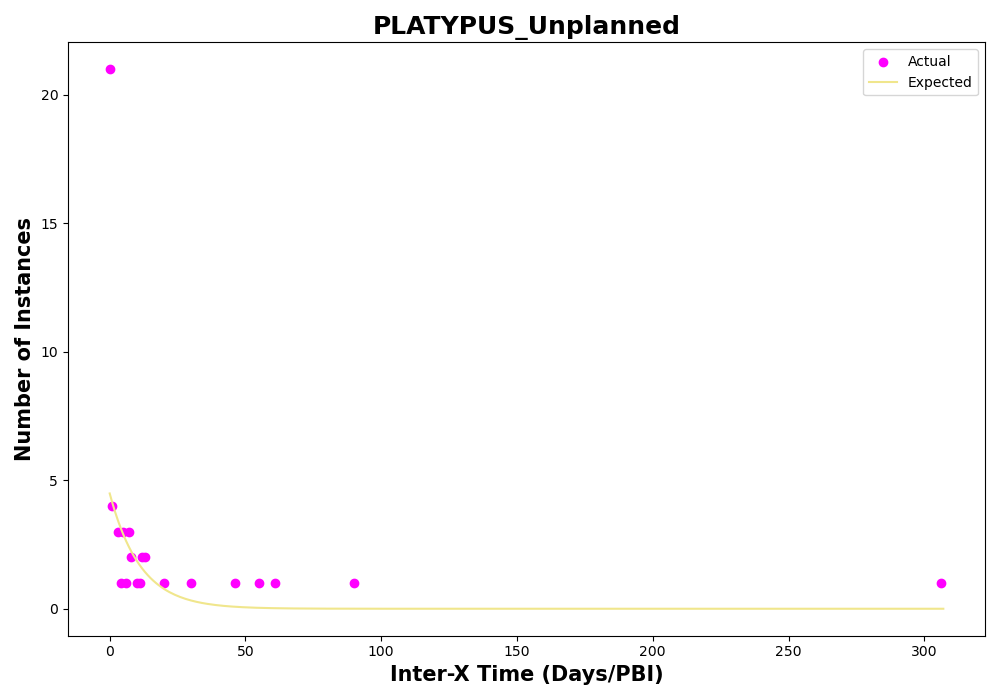 PLATYPUS_Unplanned
Actual
Expected
Number of Instances
20
15
10
5
0
0 50 100 150 200 250 300
Inter-X Time (Days/PBI)